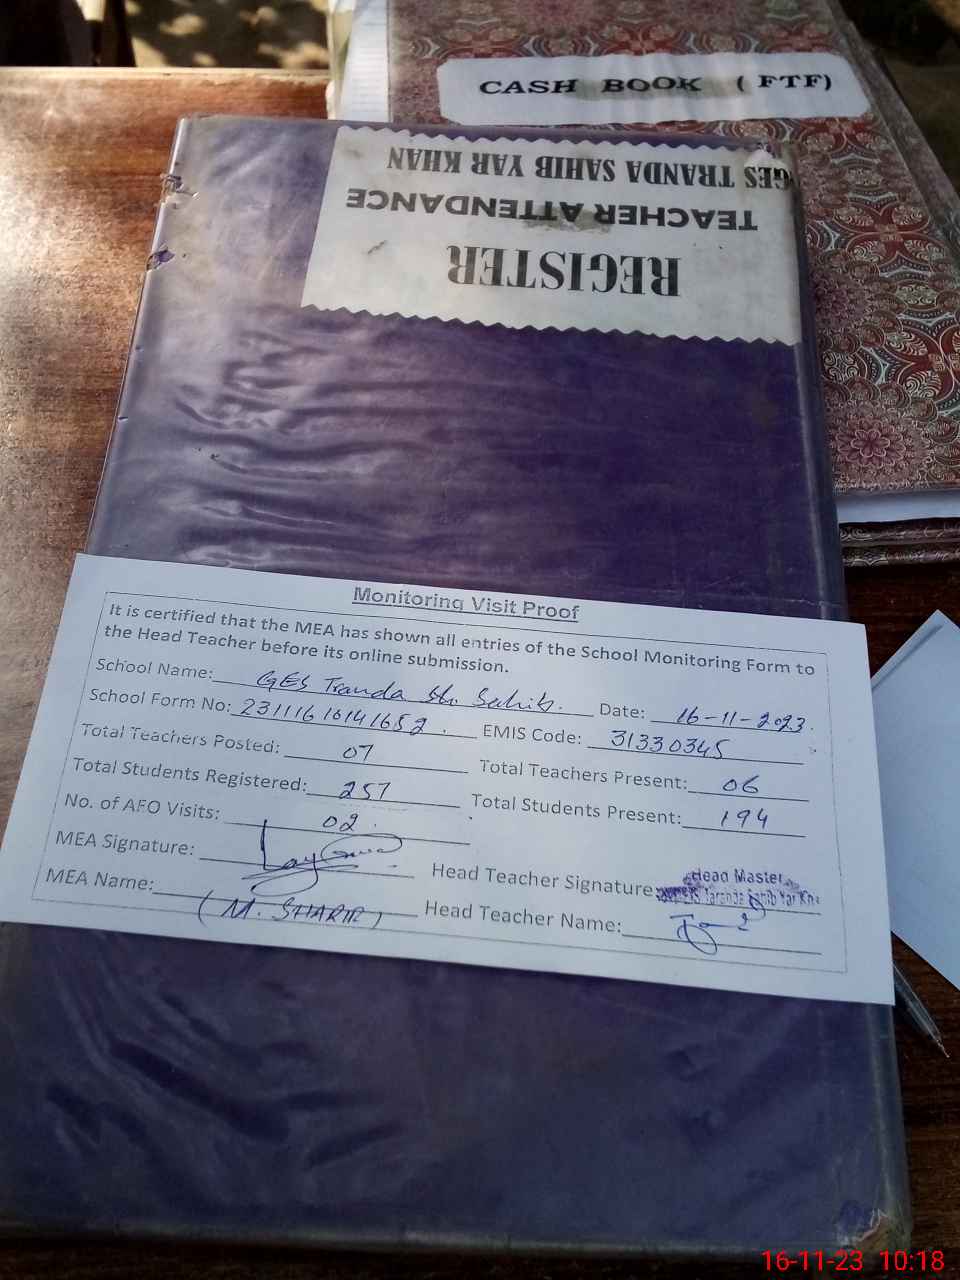 CASH BOOK ( FTF)
GES TRANDA SAHIB YAR KHAN
TEACHER ATTENDANCE
REGISTER
Monitoring Visit Proof
It is certified that the MEA has shown all entries of the School Monitoring Form to
the Head Teacher before its online submission.
School Name: GES Tranda Sahib. Date: 16-11-2023.
School Form No: EMIS Code: 31330345
Total Teachers Posted: 07 Total Teachers Present: 06
Total Students Registered: 257 Total Students Present: 194
No. of AEO Visits: 02.
MEA Signature: Head Teacher Signature: Head Master
MEA Name: (M. SHARIF) Head Teacher Name:
16-11-23 10:18